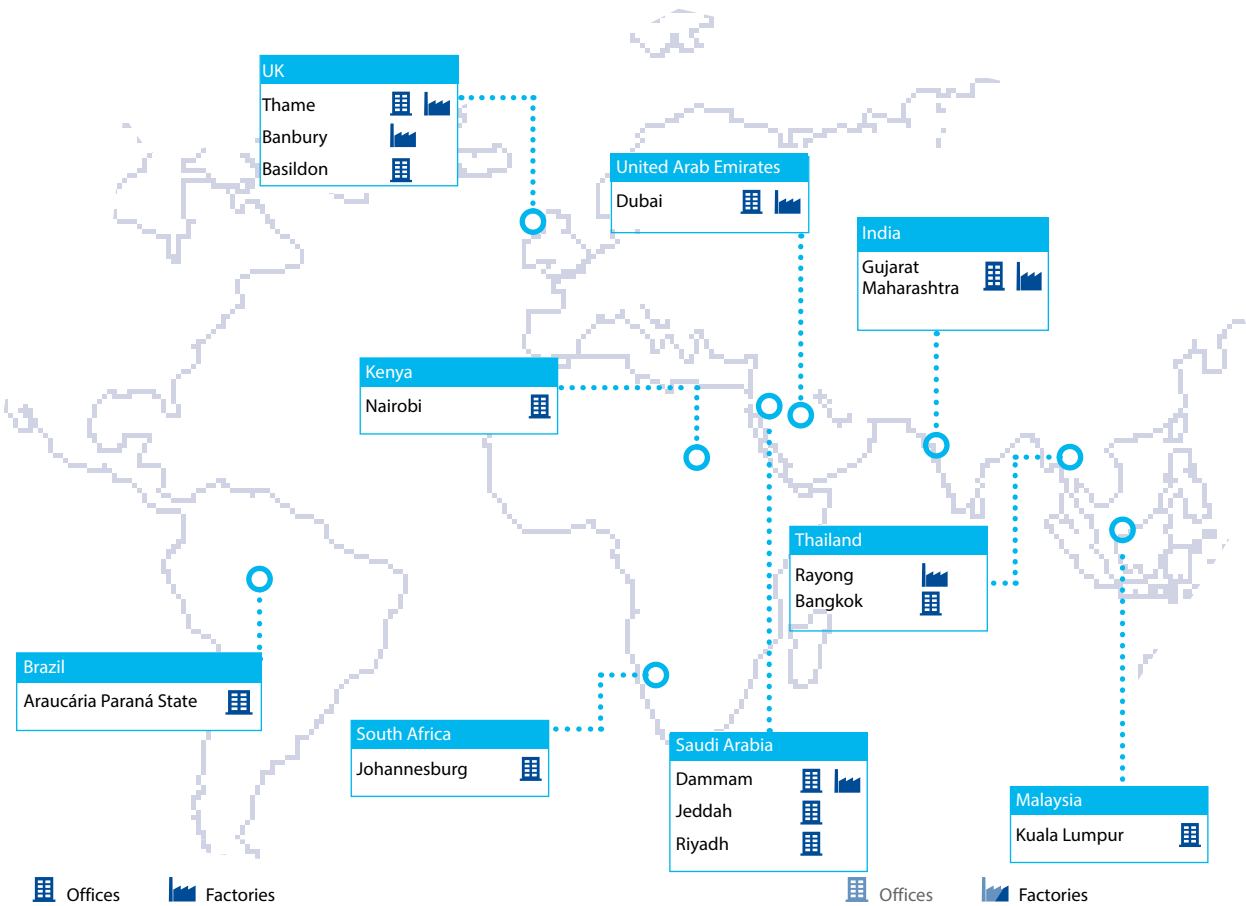 UK
Thame
Banbury
Basildon
United Arab Emirates
Dubai
India
Gujarat
Maharashtra
Kenya
Nairobi
Thailand
Rayong
Bangkok
Brazil
Araucária Paraná State
South Africa
Johannesburg
Saudi Arabia
Dammam
Jeddah
Riyadh
Malaysia
Kuala Lumpur
Offices
Factories
Offices
Factories